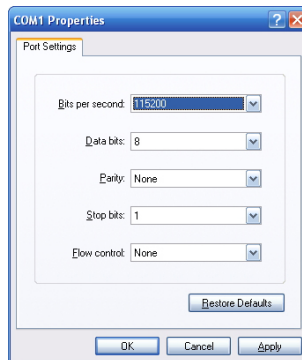 COM1 Properties
Port Settings
Bits per second: 115200
Data bits: 8
Parity: None
Stop bits: 1
Flow control: None
Restore Defaults
OK Cancel Apply